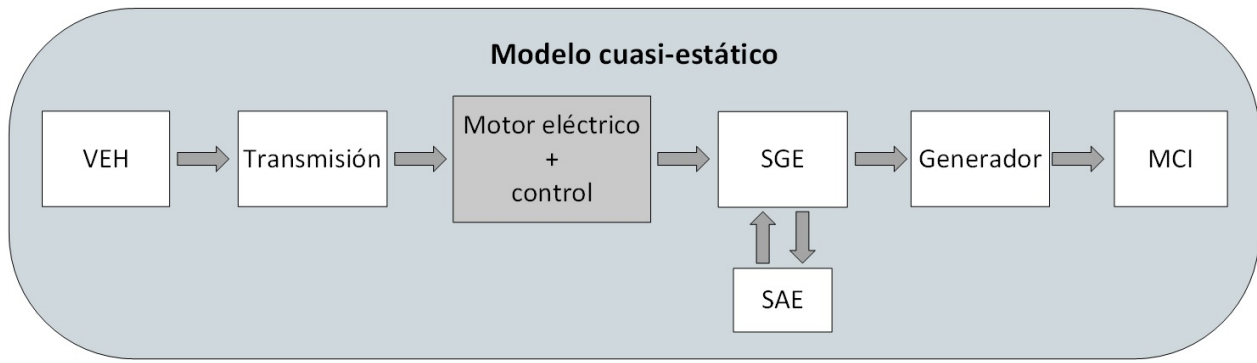 Modelo cuasi-estático
VEH
Transmisión
Motor eléctrico
+
control
SGE
Generador
MCI
SAE